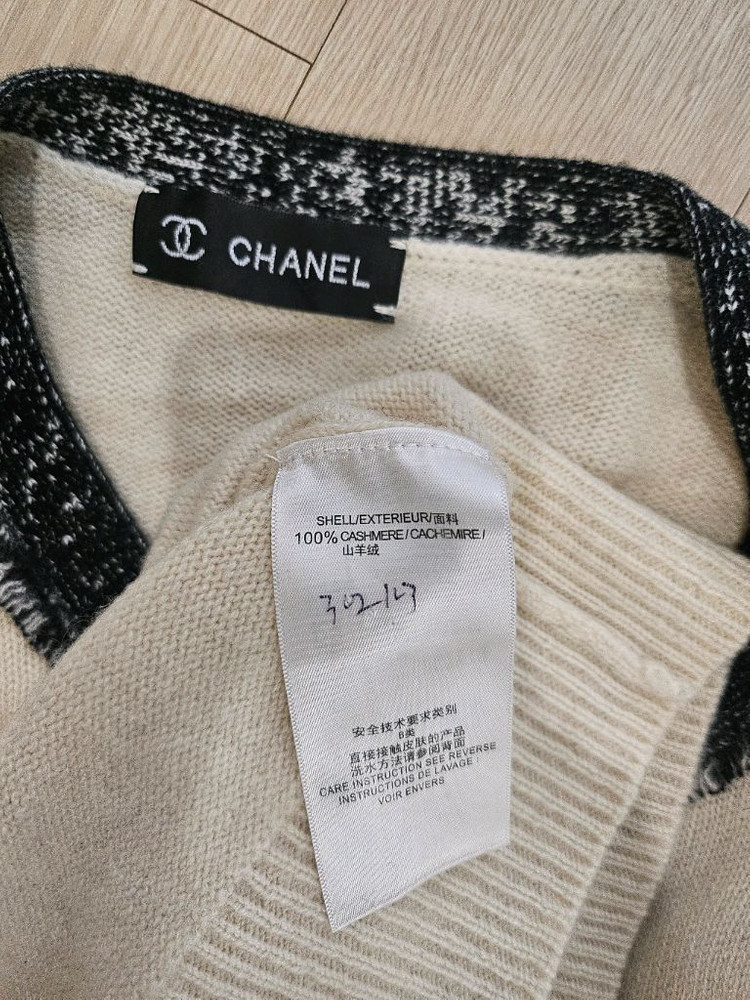 CHANEL
SHELL/EXTERIEUR/面料
100% CASHMERE/CACHEMIRE/
山羊绒
安全技术要求类别
B类
直接接触皮肤的产品
洗水方法请参阅背面
CARE INSTRUCTION SEE REVERSE
INSTRUCTIONS DE LAVAGE :
VOIR ENVERS